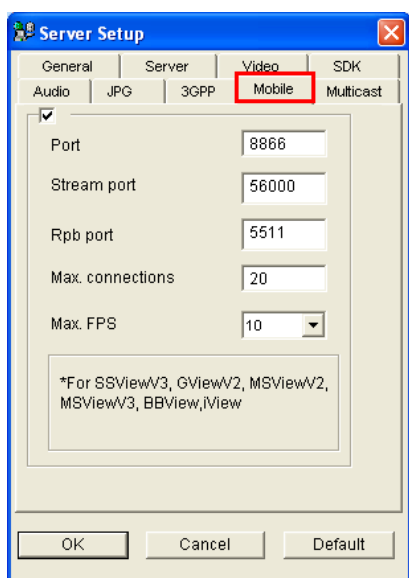 Server Setup
General Server Video SDK
Audio JPG 3GPP Mobile Multicast
Port 8866
Stream port 56000
Rpb port 5511
Max. connections 20
Max. FPS 10
*For SSViewV3, GViewV2, MSViewV2,
MSViewV3, BBView,iView
OK Cancel Default